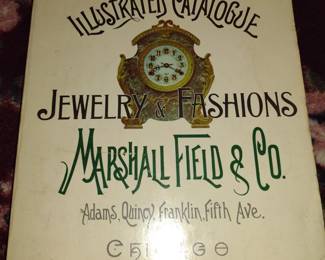 ILLUSTRATED CATALOGUE
JEWELRY & FASHIONS
MARSHALL FIELD & CO.
Adams, Quincy, Franklin, Fifth Ave.
CHICAGO